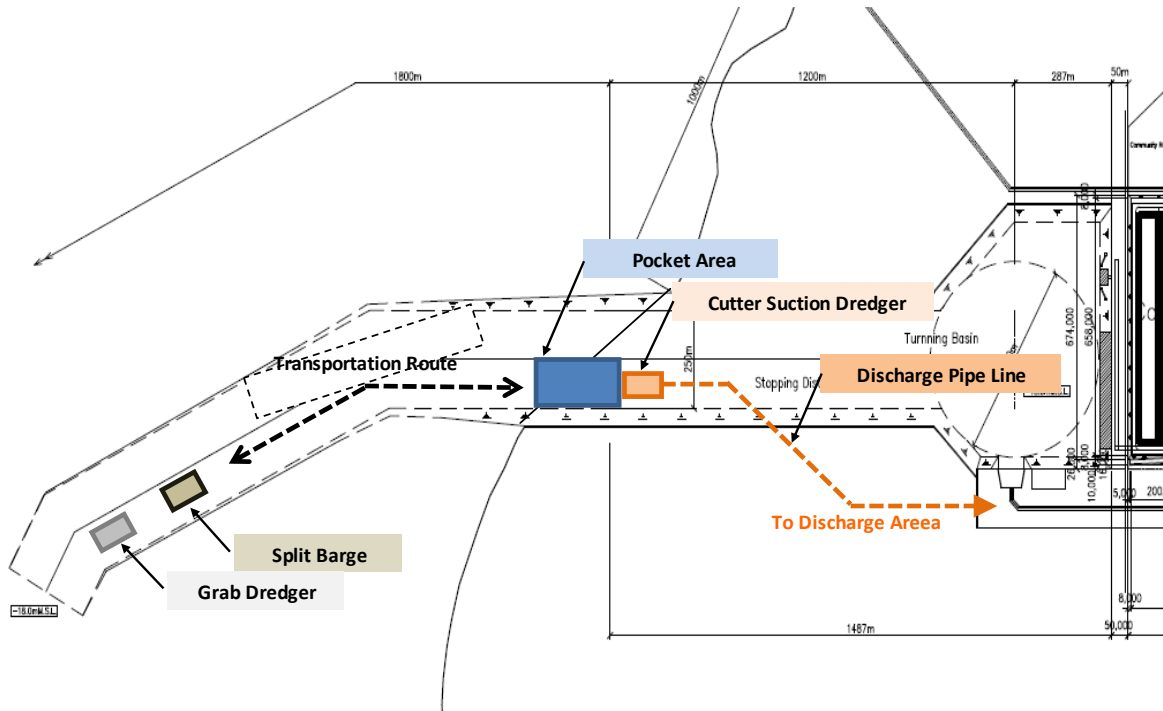 1800m
1200m
287m
50m
1000m
8,000
Pocket Area
Cutter Suction Dredger
Turnning Basin
674,000
658,000
250m
Transportation Route
Stopping Dis
Discharge Pipe Line
To Discharge Areea
10,000
5,000
200
Split Barge
Grab Dredger
-18.0mM.S.L.
8,000
1487m
50,000